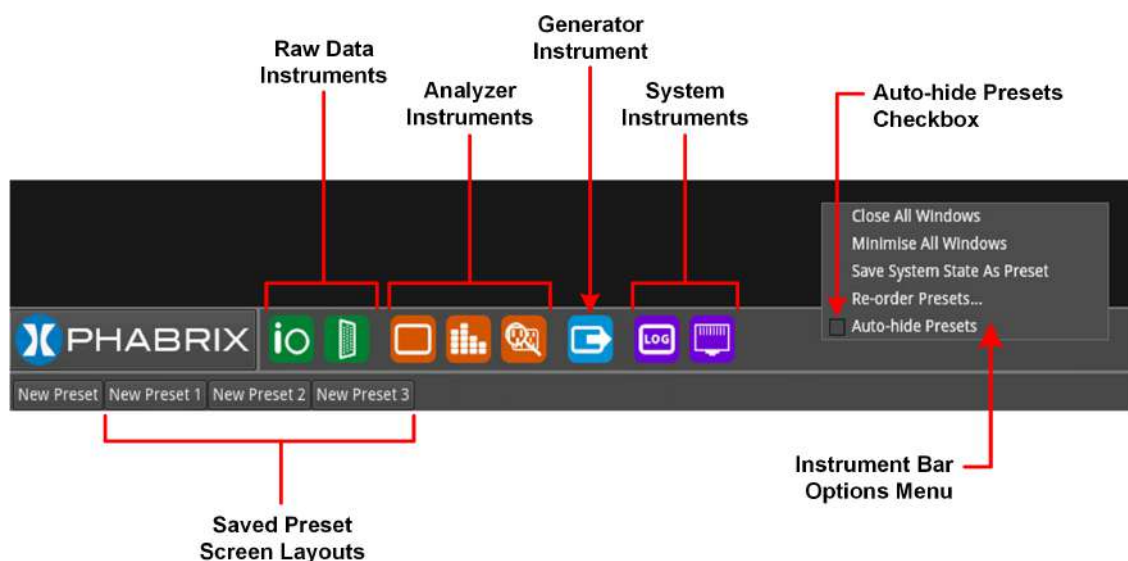 Generator
Instrument
Raw Data
Instruments
Analyzer
Instruments
System
Instruments
Auto-hide Presets
Checkbox
Close All Windows
Minimise All Windows
Save System State As Preset
Re-order Presets...
Auto-hide Presets
PHABRIX
io
LOG
New Preset
New Preset 1
New Preset 2
New Preset 3
Instrument Bar
Options Menu
Saved Preset
Screen Layouts